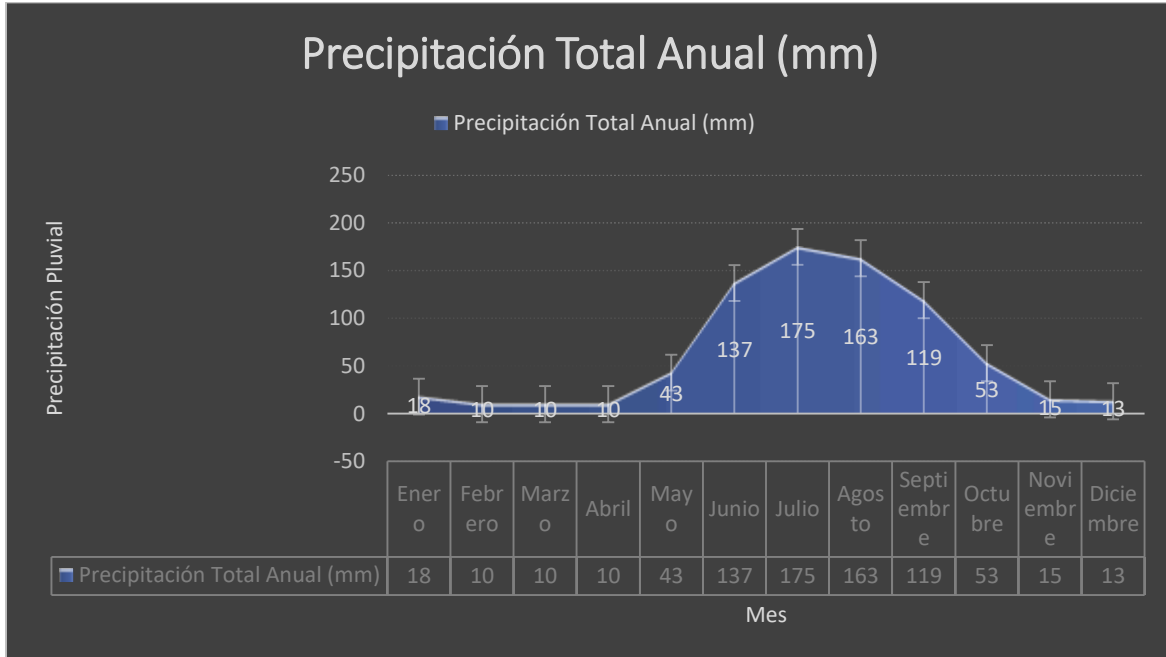 Precipitación Total Anual (mm)
Precipitación Total Anual (mm)
Precipitación Pluvial
250
200
150
100
50
0
-50
18 10 10 10 43 137 175 163 119 53 15 13
Ener
o
Febr
ero
Marz
o
Abril
May
o
Junio
Julio
Agos
to
Septi
embr
e
Octu
bre
Novi
embr
e
Dicie
mbre
Precipitación Total Anual (mm) 18 10 10 10 43 137 175 163 119 53 15 13
Mes